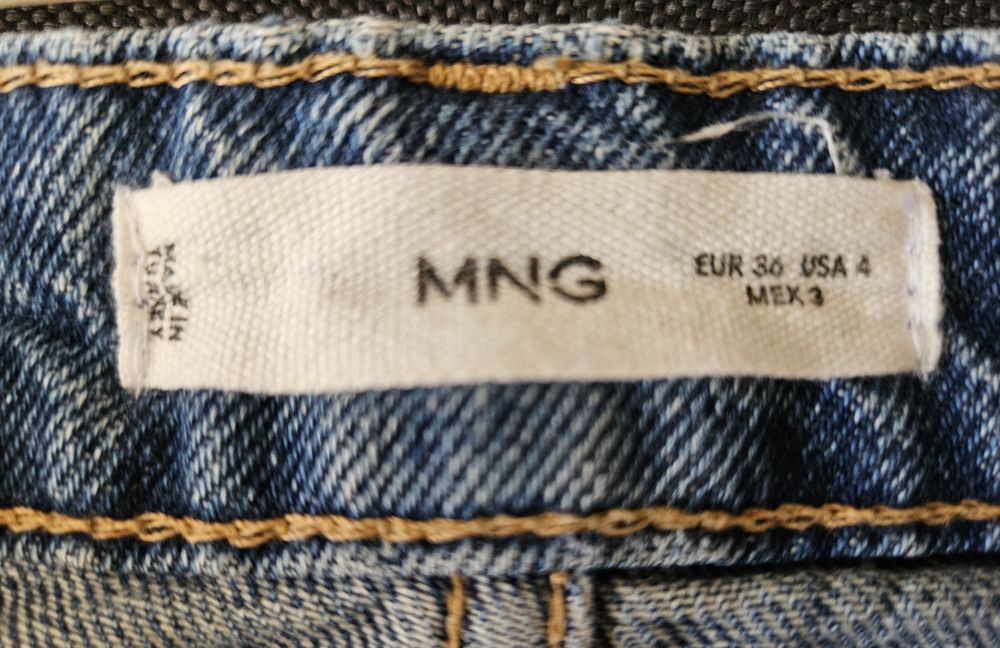 MADE IN
TURKEY
MNG
EUR 36 USA 4
MEX 3